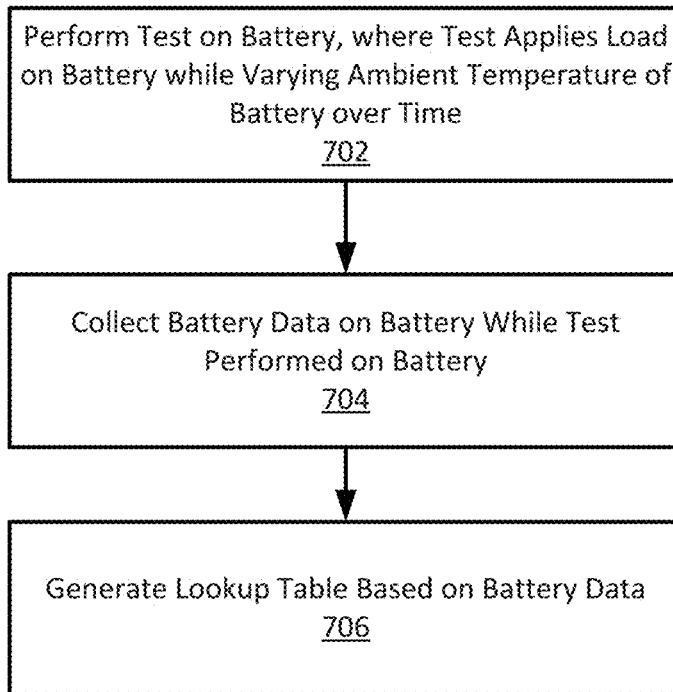 Perform Test on Battery, where Test Applies Load
on Battery while Varying Ambient Temperature of
Battery over Time
702
Collect Battery Data on Battery While Test
Performed on Battery
704
Generate Lookup Table Based on Battery Data
706